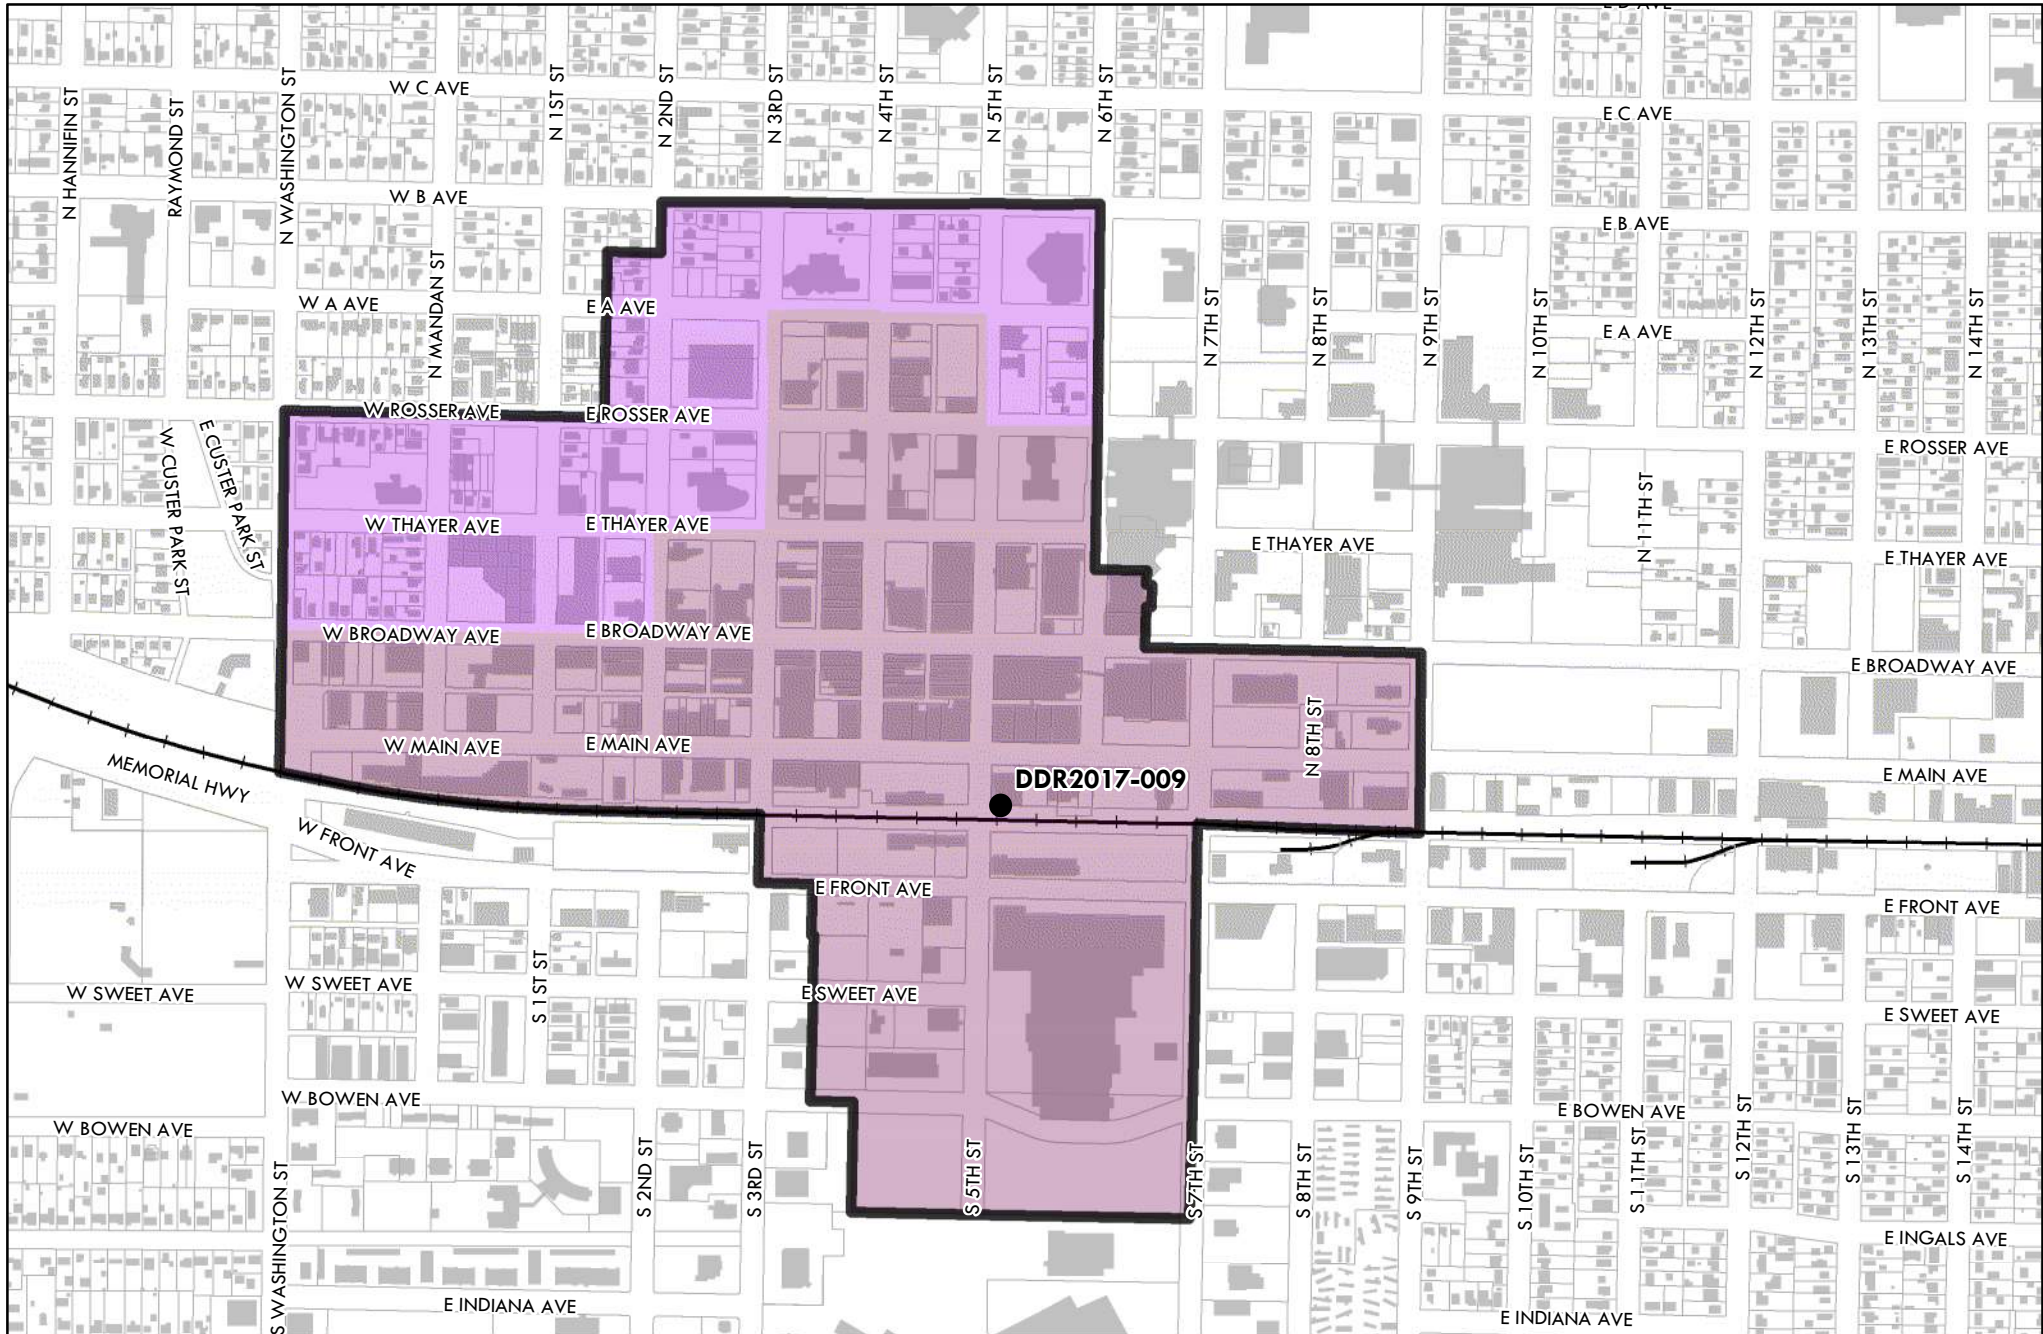 E D AVE
W C AVE
E C AVE
N HANNIFIN ST
RAYMOND ST
N WASHINGTON ST
N 1ST ST
N 2ND ST
N 3RD ST
N 4TH ST
N 5TH ST
N 6TH ST
W B AVE
E B AVE
N MANDAN ST
W A AVE
E A AVE
E A AVE
N 7TH ST
N 8TH ST
N 9TH ST
N 10TH ST
N 12TH ST
N 13TH ST
N 14TH ST
W ROSSER AVE
E ROSSER AVE
E ROSSER AVE
W CUSTER PARK ST
E CUSTER PARK ST
N 11TH ST
W THAYER AVE
E THAYER AVE
E THAYER AVE
E THAYER AVE
W BROADWAY AVE
E BROADWAY AVE
E BROADWAY AVE
N 8TH ST
W MAIN AVE
E MAIN AVE
E MAIN AVE
MEMORIAL HWY
DDR2017-009
W FRONT AVE
E FRONT AVE
E FRONT AVE
S 1ST ST
W SWEET AVE
W SWEET AVE
E SWEET AVE
E SWEET AVE
W BOWEN AVE
W BOWEN AVE
E BOWEN AVE
S WASHINGTON ST
S 2ND ST
S 3RD ST
S 5TH ST
S 7TH ST
S 8TH ST
S 9TH ST
S 10TH ST
S 11TH ST
S 12TH ST
S 13TH ST
S 14TH ST
E INGALS AVE
E INDIANA AVE
E INDIANA AVE